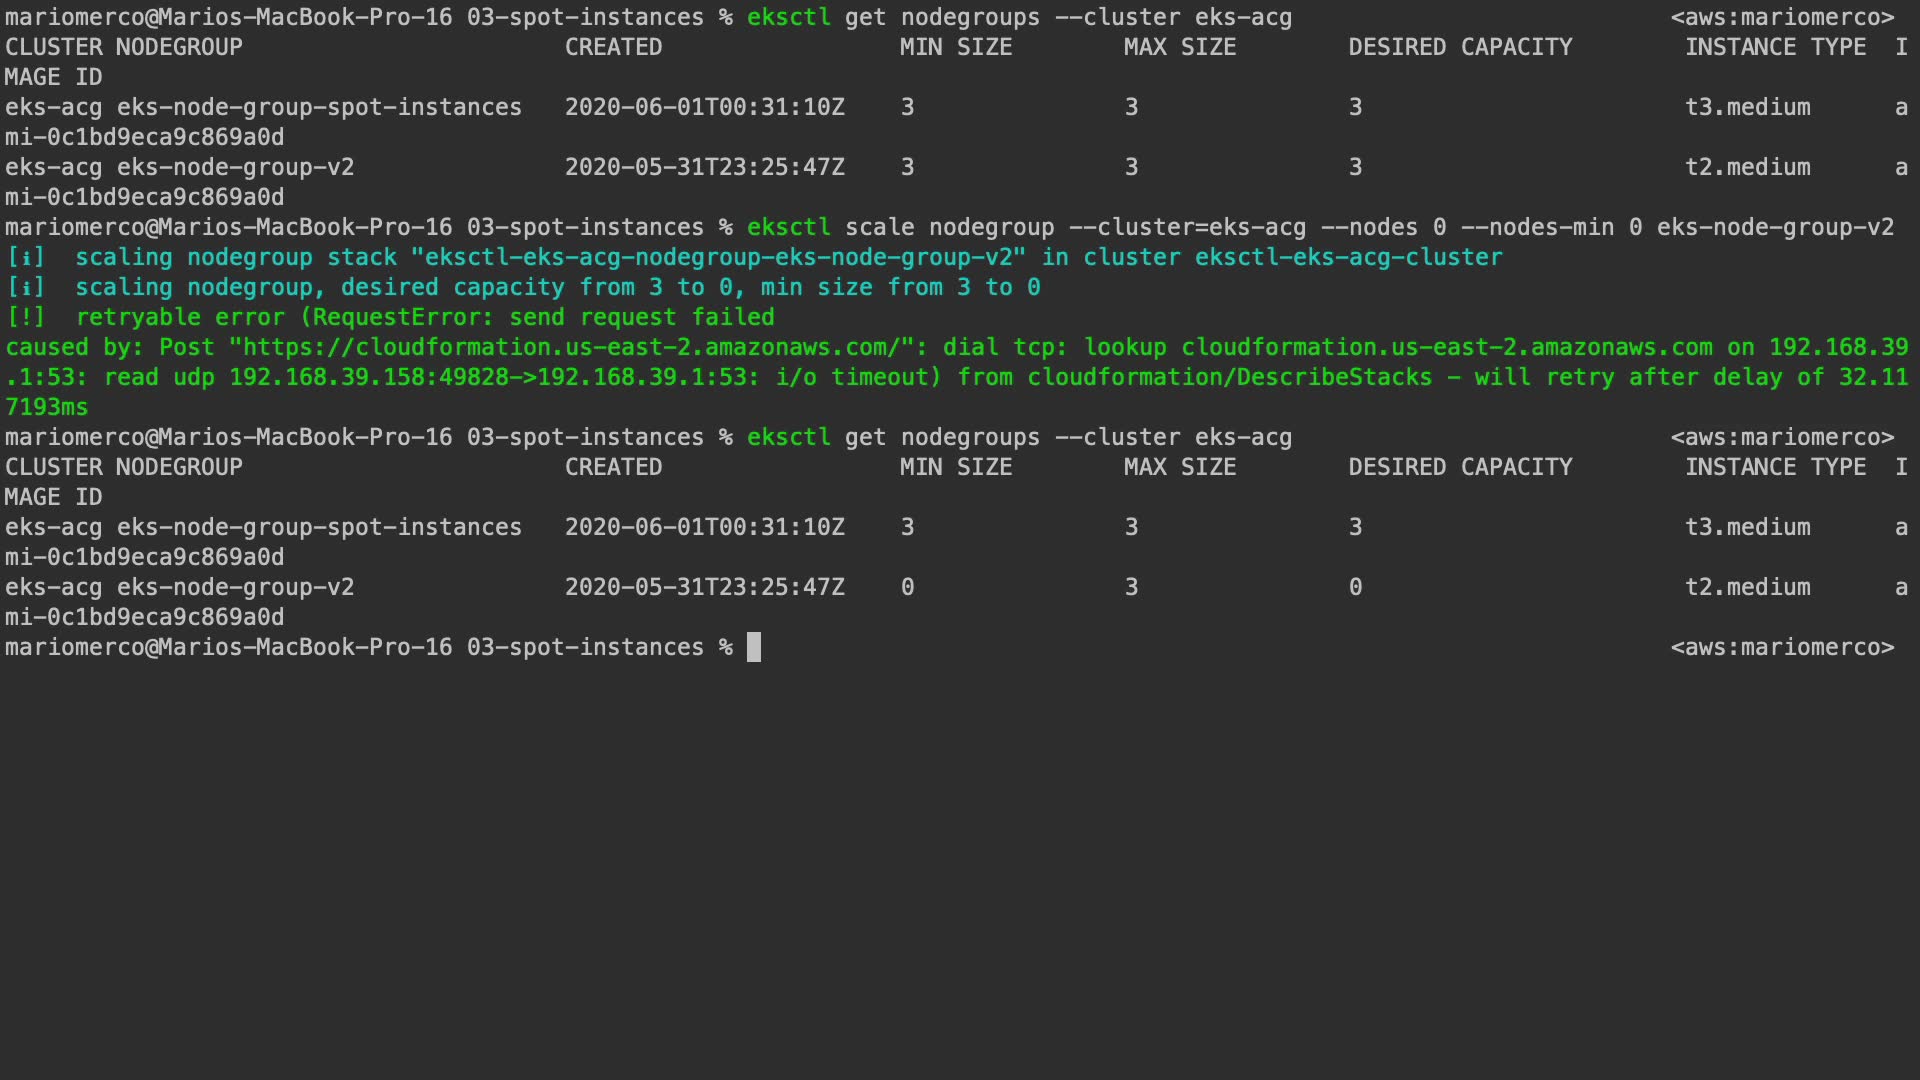 mariomerco@Marios-MacBook-Pro-16 03-spot-instances % eksctl get nodegroups --cluster eks-acg <aws:mariomerco>
CLUSTER NODEGROUP CREATED MIN SIZE MAX SIZE DESIRED CAPACITY INSTANCE TYPE I
MAGE ID
eks-acg eks-node-group-spot-instances 2020-06-01T00:31:10Z 3 3 3 t3.medium a
mi-0c1bd9eca9c869a0d
eks-acg eks-node-group-v2 2020-05-31T23:25:47Z 3 3 3 t2.medium a
mi-0c1bd9eca9c869a0d
mariomerco@Marios-MacBook-Pro-16 03-spot-instances % eksctl scale nodegroup --cluster=eks-acg --nodes 0 --nodes-min 0 eks-node-group-v2
[i] scaling nodegroup stack "eksctl-eks-acg-nodegroup-eks-node-group-v2" in cluster eksctl-eks-acg-cluster
[i] scaling nodegroup, desired capacity from 3 to 0, min size from 3 to 0
[!] retryable error (RequestError: send request failed
caused by: Post "https://cloudformation.us-east-2.amazonaws.com/": dial tcp: lookup cloudformation.us-east-2.amazonaws.com on 192.168.39
.1:53: read udp 192.168.39.158:49828->192.168.39.1:53: i/o timeout) from cloudformation/DescribeStacks - will retry after delay of 32.11
7193ms
mariomerco@Marios-MacBook-Pro-16 03-spot-instances % eksctl get nodegroups --cluster eks-acg <aws:mariomerco>
CLUSTER NODEGROUP CREATED MIN SIZE MAX SIZE DESIRED CAPACITY INSTANCE TYPE I
MAGE ID
eks-acg eks-node-group-spot-instances 2020-06-01T00:31:10Z 3 3 3 t3.medium a
mi-0c1bd9eca9c869a0d
eks-acg eks-node-group-v2 2020-05-31T23:25:47Z 0 3 0 t2.medium a
mi-0c1bd9eca9c869a0d
mariomerco@Marios-MacBook-Pro-16 03-spot-instances % <aws:mariomerco>